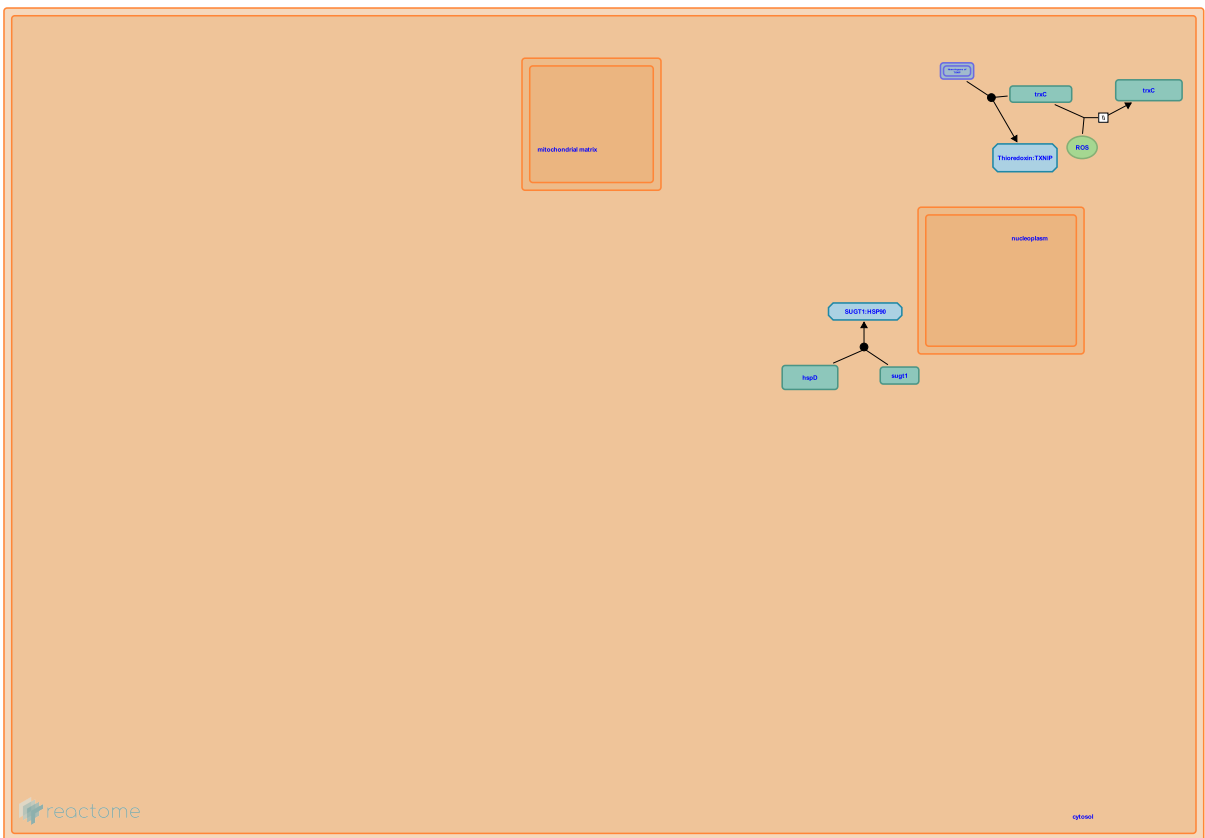 trxC
trxC
mitochondrial matrix
ROS
Thioredoxin:TXNIP
nucleoplasm
SUGT1:HSP90
hspD
sugt1
reactome
cytosol